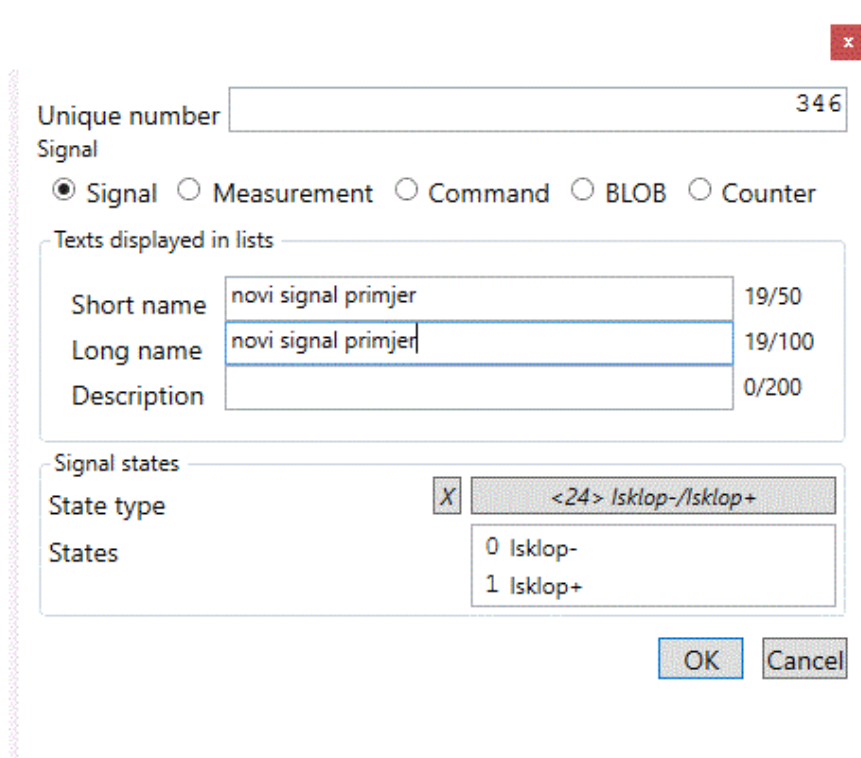 x
Unique number 346
Signal
Signal Measurement Command BLOB Counter
Texts displayed in lists
Short name novi signal primjer 19/50
Long name novi signal primjer 19/100
Description 0/200
Signal states
State type X <24> Isklop-/Isklop+
States 0 Isklop-
1 Isklop+
OK Cancel